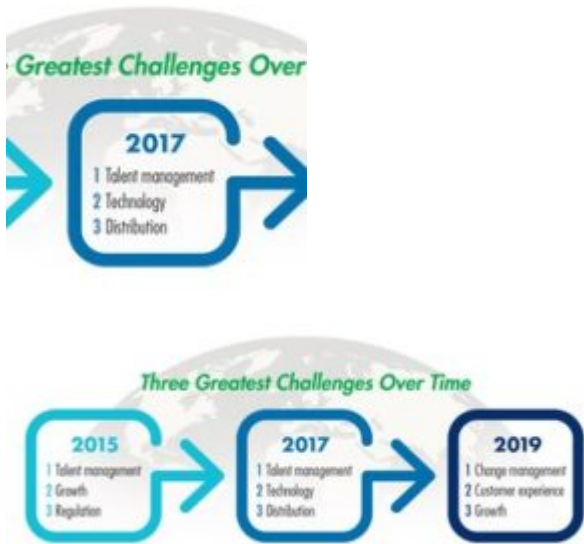 Greatest Challenges Over
2017
1 Talent management
2 Technology
3 Distribution
Three Greatest Challenges Over Time
2015
1 Talent management
2 Growth
3 Regulation
2017
1 Talent management
2 Technology
3 Distribution
2019
1 Change management
2 Customer experience
3 Growth